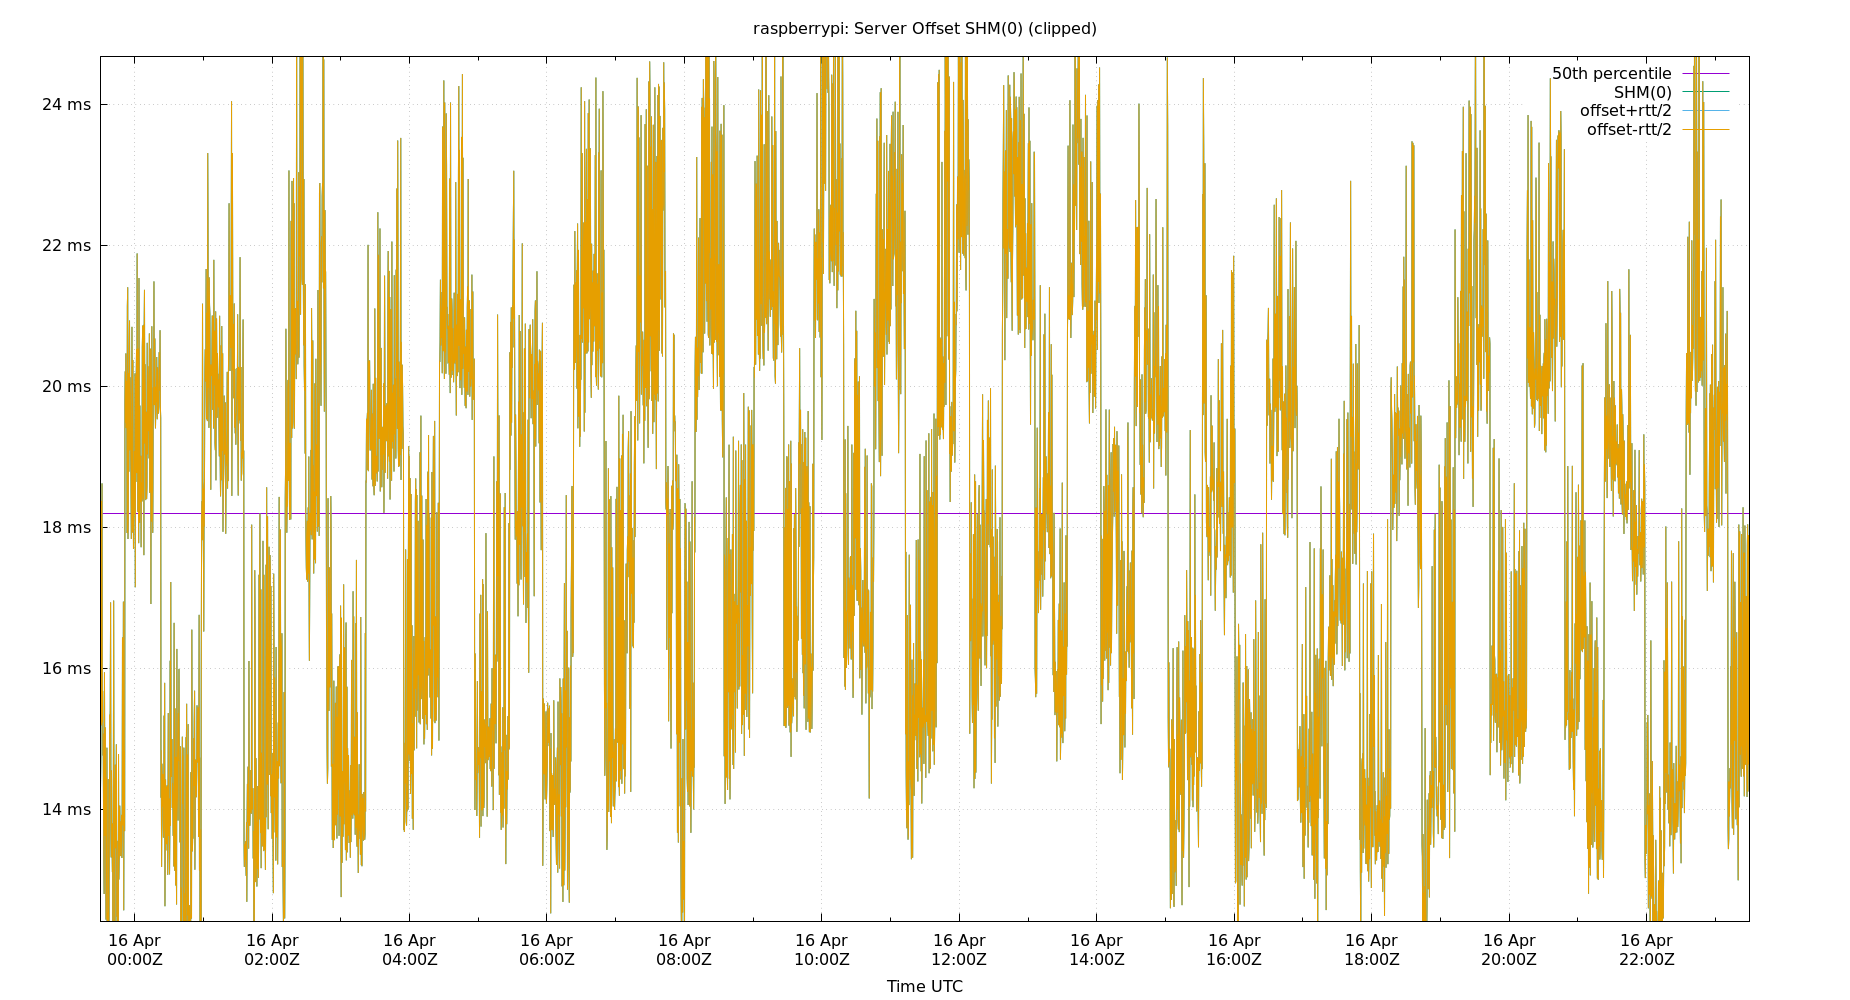 raspberrypi: Server Offset SHM(0) (clipped)
50th percentile
SHM(0)
offset+rtt/2
offset-rtt/2
24 ms
22 ms
20 ms
18 ms
16 ms
14 ms
16 Apr 16 Apr 16 Apr 16 Apr 16 Apr 16 Apr 16 Apr 16 Apr 16 Apr 16 Apr 16 Apr 16 Apr
00:00Z 02:00Z 04:00Z 06:00Z 08:00Z 10:00Z 12:00Z 14:00Z 16:00Z 18:00Z 20:00Z 22:00Z
Time UTC